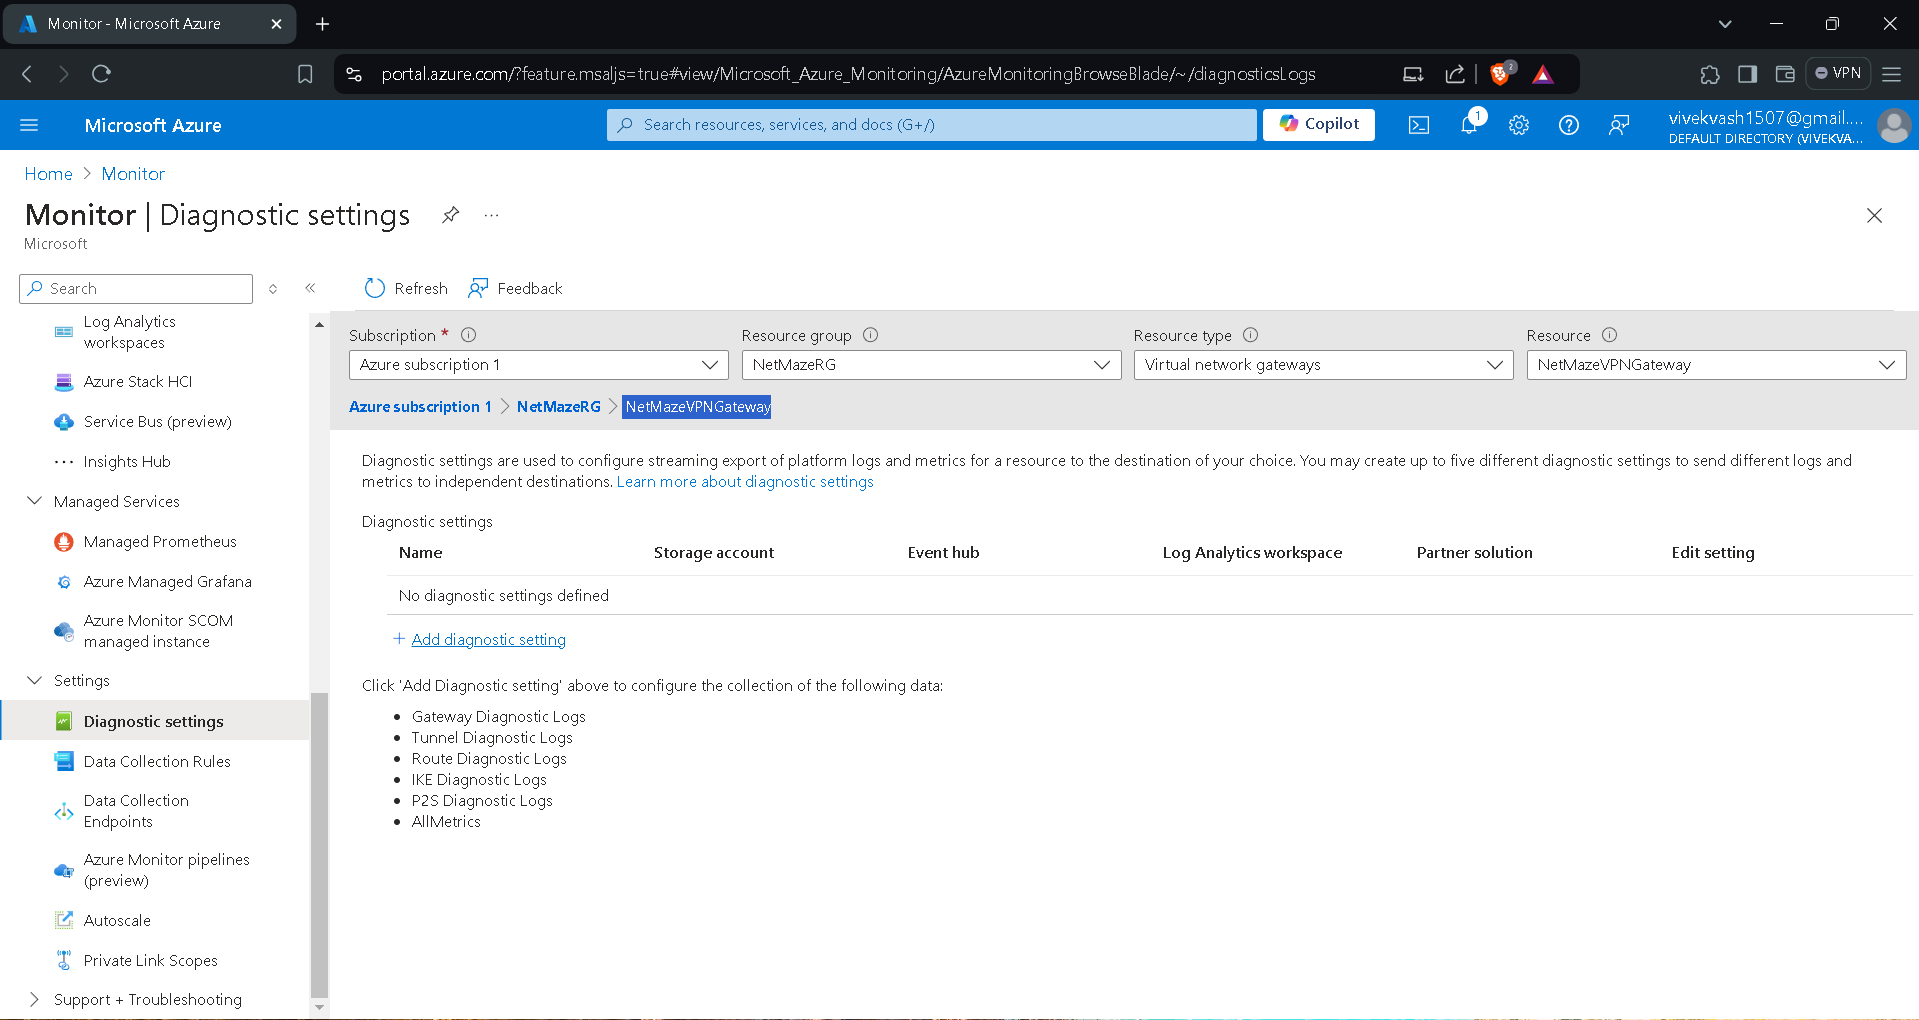 Monitor - Microsoft Azure
portal.azure.com/?feature.msaljs=true#view/Microsoft_Azure_Monitoring/AzureMonitoringBrowseBlade/~/diagnosticsLogs
2
VPN
Microsoft Azure
Search resources, services, and docs (G+/)
Copilot
1
vivekvash1507@gmail....
DEFAULT DIRECTORY (VIVEKVA...
Home > Monitor
Monitor | Diagnostic settings
Microsoft
Search
Refresh
Feedback
Log Analytics
workspaces
Azure Stack HCI
Service Bus (preview)
Insights Hub
Managed Services
Managed Prometheus
Azure Managed Grafana
Azure Monitor SCOM
managed instance
Settings
Diagnostic settings
Data Collection Rules
Data Collection
Endpoints
Azure Monitor pipelines
(preview)
Autoscale
Private Link Scopes
Support + Troubleshooting
Subscription *
Resource group
Resource type
Resource
Azure subscription 1
NetMazeRG
Virtual network gateways
NetMazeVPNGateway
Azure subscription 1 > NetMazeRG > NetMazeVPNGateway
Diagnostic settings are used to configure streaming export of platform logs and metrics for a resource to the destination of your choice. You may create up to five different diagnostic settings to send different logs and
metrics to independent destinations. Learn more about diagnostic settings
Diagnostic settings
Name
Storage account
Event hub
Log Analytics workspace
Partner solution
Edit setting
No diagnostic settings defined
+ Add diagnostic setting
Click 'Add Diagnostic setting' above to configure the collection of the following data:
• Gateway Diagnostic Logs
• Tunnel Diagnostic Logs
• Route Diagnostic Logs
• IKE Diagnostic Logs
• P2S Diagnostic Logs
• AllMetrics